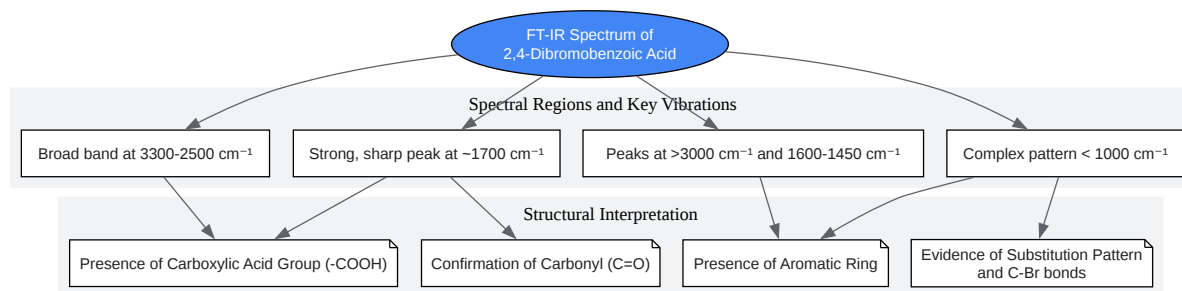 FT-IR Spectrum of
2,4-Dibromobenzoic Acid
Spectral Regions and Key Vibrations
Broad band at 3300-2500 cm⁻¹
Strong, sharp peak at ~1700 cm⁻¹
Peaks at >3000 cm⁻¹ and 1600-1450 cm⁻¹
Complex pattern < 1000 cm⁻¹
Structural Interpretation
Presence of Carboxylic Acid Group (-COOH)
Confirmation of Carbonyl (C=O)
Presence of Aromatic Ring
Evidence of Substitution Pattern
and C-Br bonds